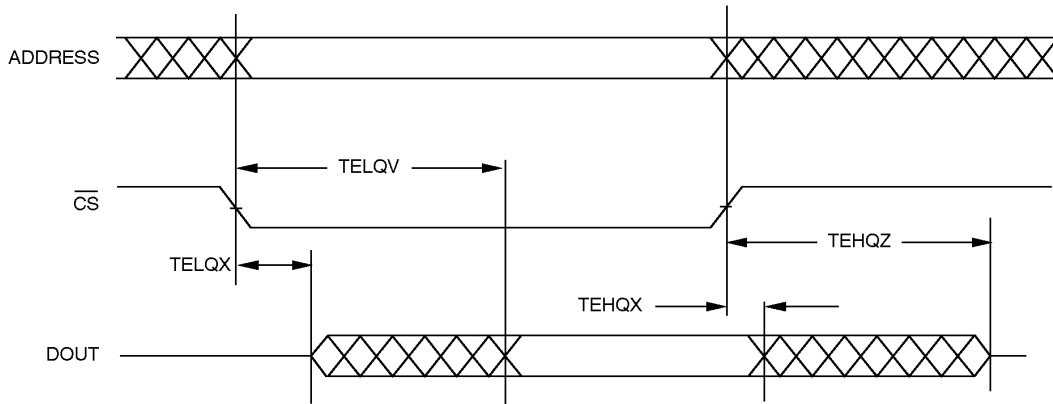 ADDRESS
TELQV
CS
TELQX
TEHQZ
TEHQX
DOUT